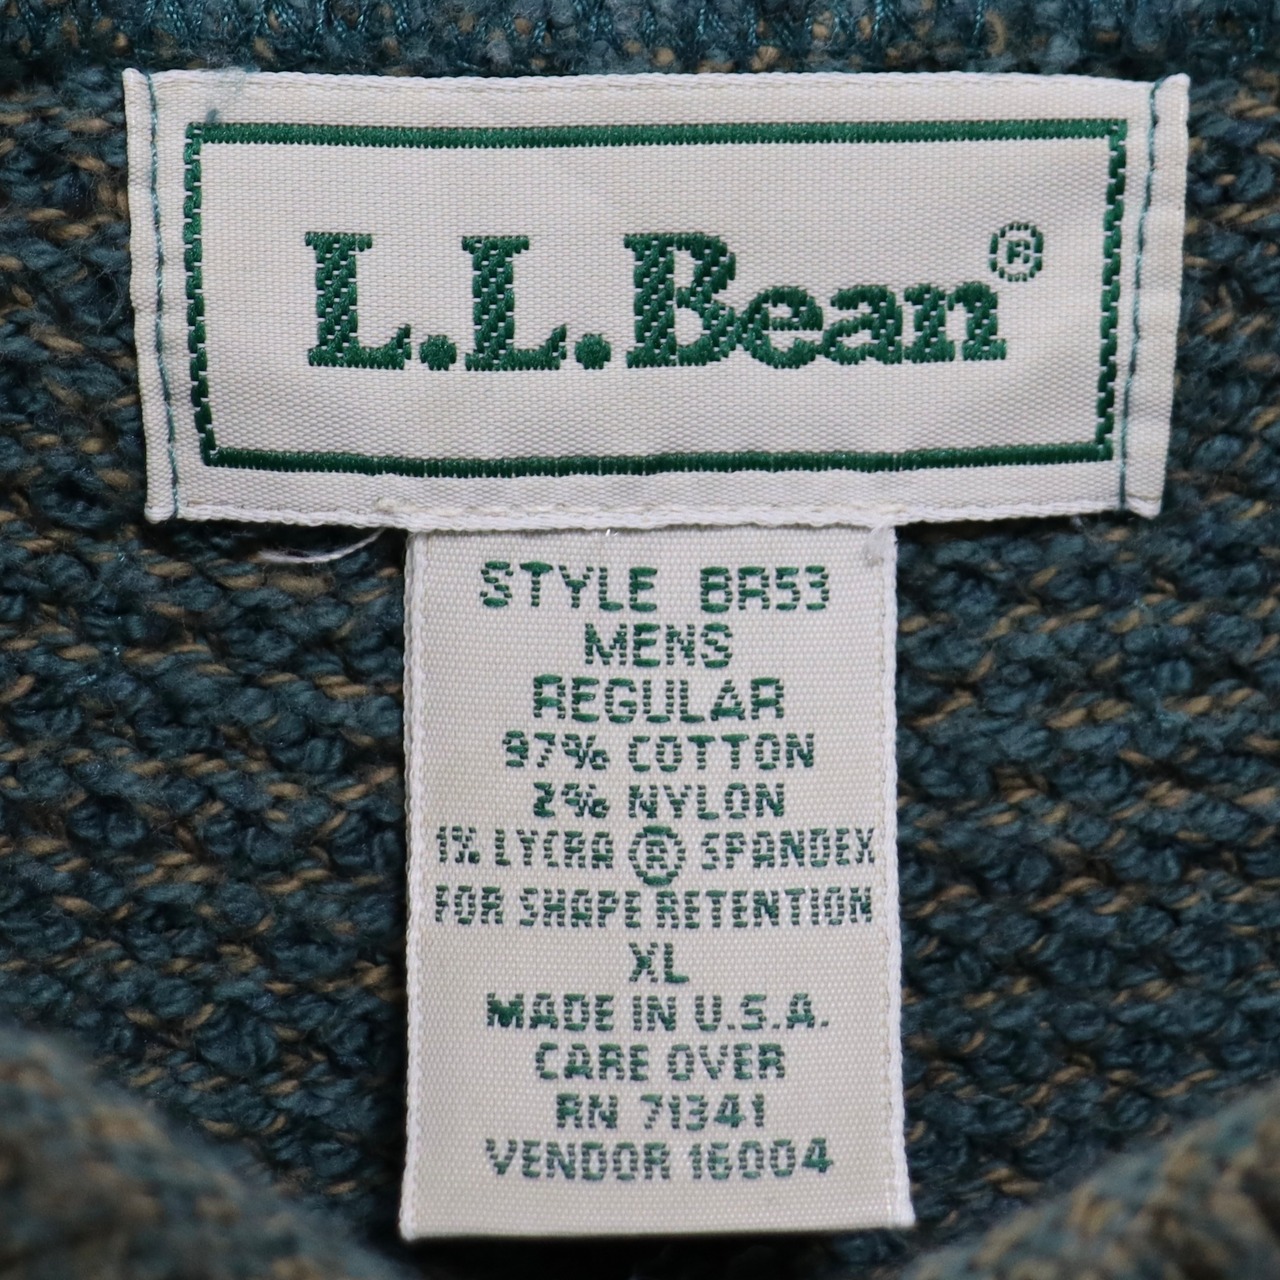 L.L.Bean®
STYLE BA53
MENS
REGULAR
97% COTTON
2% NYLON
1% LYCRA ® SPANDEX
FOR SHAPE RETENTION
XL
MADE IN U.S.A.
CARE OVER
RN 71341
VENDOR 16004